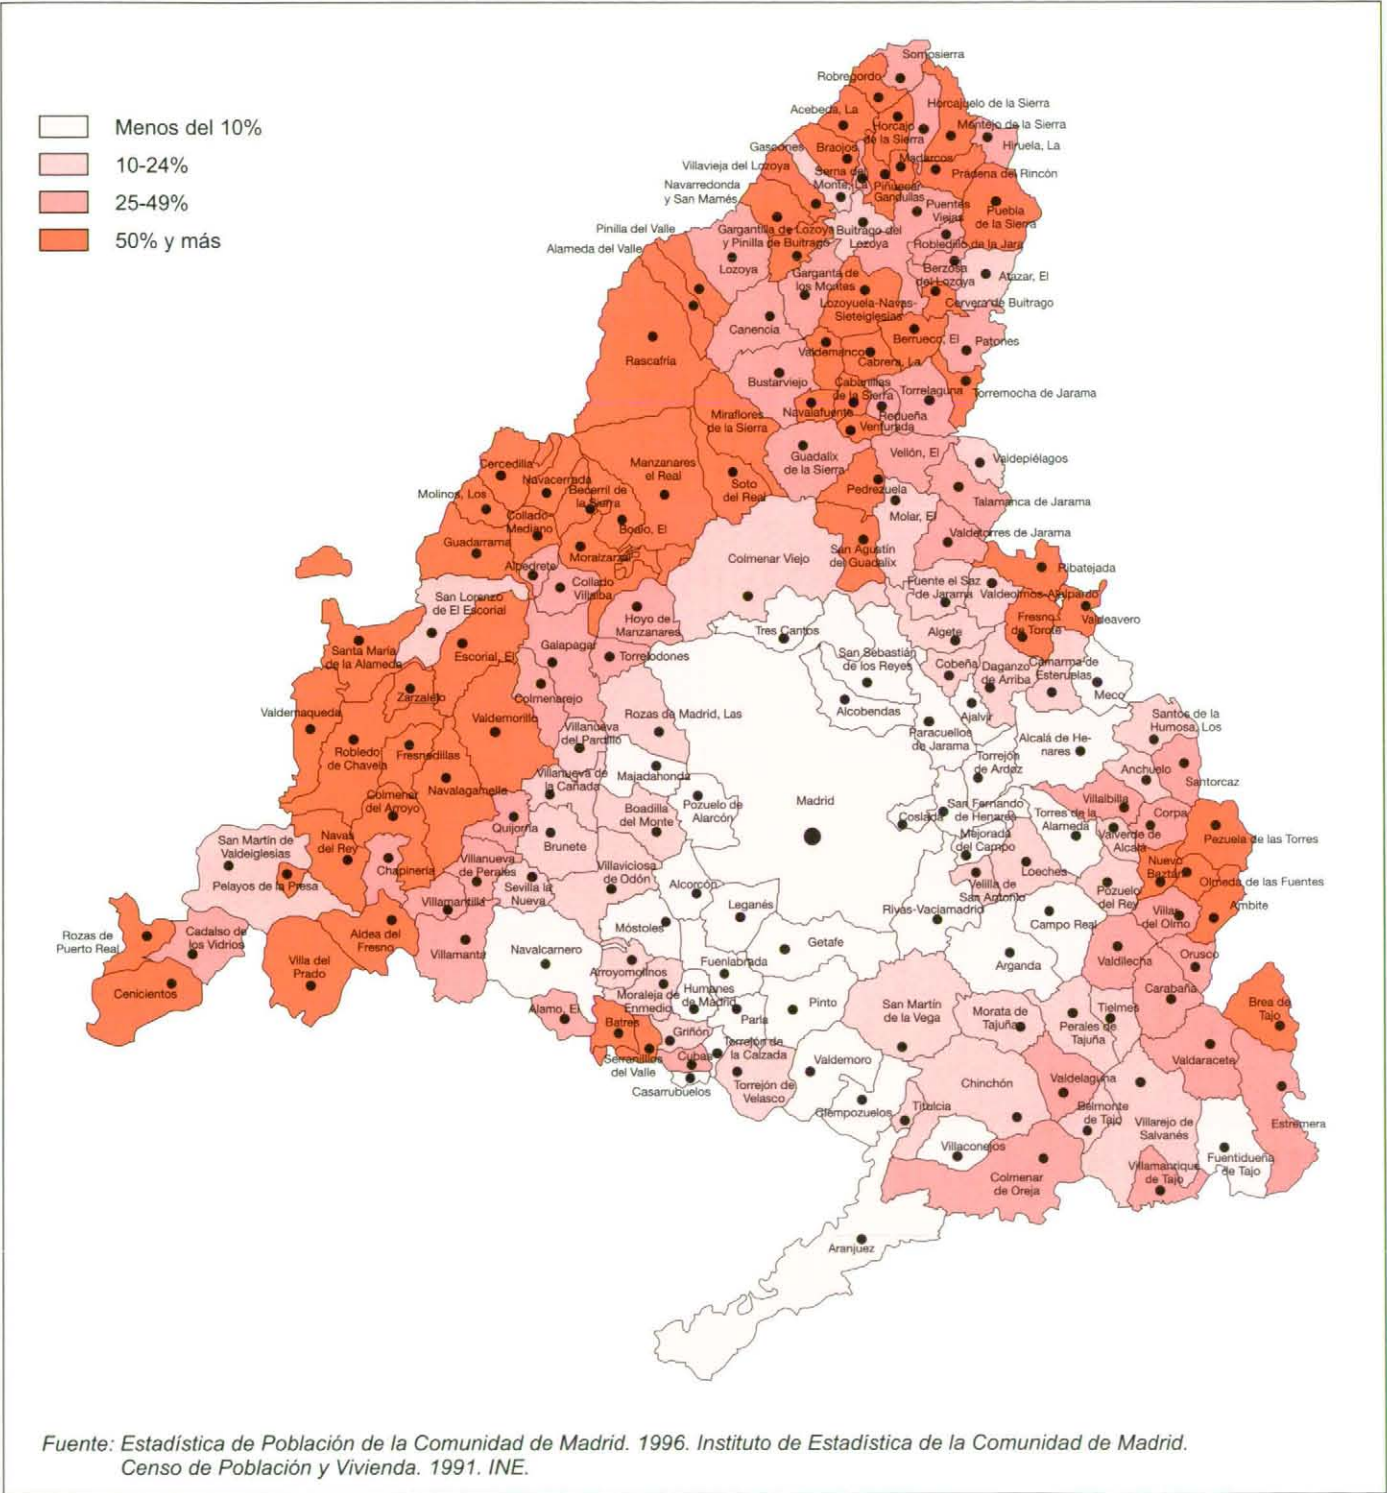 Menos del 10%
10-24%
25-49%
50% y más
Somosierra
Robregordo
Acebeda, La
Horcajuelo de la Sierra
Horcajo
de la Sierra
Montejo de la Sierra
Hiruela, La
Gascones
Braojos
Madarcos
Prádena del Rincón
Villavieja del Lozoya
Serna del
Monte, La
Piñuecar
Gandullas
Navarredonda
y San Mamés
Puentes
Viejas
Puebla
de la Sierra
Pinilla del Valle
Alameda del Valle
Gargantilla de Lozoya
y Pinilla de Buitrago
Buitrago del
Lozoya
Robledillo de la Jara
Lozoya
Garganta de
los Montes
Berzosa
del Lozoya
Atazar, El
Lozoyuela-Navas-
Sieteiglesias
Cervera de Buitrago
Canencia
Rascafría
Valdemanco
Berrueco, El
Patones
Cabrera, La
Bustarviejo
Cabanillas
de la Sierra
Torrelaguna
Torremocha de Jarama
Miraflores
de la Sierra
Navalafuente
Redueña
Venturada
Guadalix
de la Sierra
Vellón, El
Valdepiélagos
Cercedilla
Navacerrada
Manzanares
el Real
Soto
del Real
Becerril de
la Sierra
Pedrezuela
Talamanca de Jarama
Molinos, Los
Collado-
Mediano
Boalo, El
Molar, El
Valdetorres de Jarama
Guadarrama
Moralzarzal
Colmenar Viejo
San Agustín
del Guadalix
Ribatejada
Alpedrete
Collado
Villalba
Fuente el Saz
de Jarama
Valdeolmos-Alalpardo
San Lorenzo
de El Escorial
Hoyo de
Manzanares
Fresno
de Torote
Valdeavero
Tres Cantos
Algete
Santa María
de la Alameda
Escorial, El
Galapagar
Torrelodones
San Sebastián
de los Reyes
Cobeña
Daganzo
de Arriba
Camarma de
Esteruelas
Meco
Zarzalejo
Colmenarejo
Alcobendas
Ajalvir
Valdemaqueda
Valdemorillo
Villanueva
del Pardillo
Rozas de Madrid, Las
Paracuellos
de Jarama
Alcalá de He-
nares
Santos de la
Humosa, Los
Robledo
de Chavela
Fresnedillas
Torrejón
de Ardoz
Anchuelo
Santorcaz
Navalagamella
Villanueva de
la Cañada
Majadahonda
Colmenar
del Arroyo
Boadilla
del Monte
Pozuelo de
Alarcón
Madrid
Coslada
San Fernando
de Henares
Torres de la
Alameda
Villalbilla
Corpa
Quijorna
Mejorada
del Campo
Valverde de
Alcalá
Pezuela de las Torres
San Martín de
Valdeiglesias
Navas
del Rey
Brunete
Loeches
Nuevo
Baztán
Chapinería
Villanueva
de Perales
Villaviciosa
de Odón
Alcorcón
Velilla de
San Antonio
Pozuelo
del Rey
Olmeda de las Fuentes
Pelayos de la Presa
Villamantilla
Sevilla la
Nueva
Leganés
Rivas-Vaciamadrid
Campo Real
Villar
del Olmo
Ambite
Rozas de
Puerto Real
Cadalso de
los Vidrios
Aldea del
Fresno
Móstoles
Getafe
Villamanta
Navalcarnero
Arganda
Valdilecha
Orusco
Villa del
Prado
Fuenlabrada
Arroyomolinos
Cenicientos
Moraleja de
Enmedio
Humanes
de Madrid
Carabaña
Brea de
Tajo
Alamo, El
Pinto
San Martín
de la Vega
Morata de
Tajuña
Tielmes
Perales de
Tajuña
Batres
Parla
Griñón
Serranillos
del Valle
Cubas
Torrejón de
la Calzada
Valdemoro
Valdaracete
Casarrubuelos
Torrejón de
Velasco
Chinchón
Valdelaguna
Ciempozuelos
Titulcia
Belmonte
de Tajo
Villarejo de
Salvanés
Estremera
Villaconejos
Fuentidueña
de Tajo
Colmenar
de Oreja
Villamanrique
de Tajo
Aranjuez
Fuente: Estadística de Población de la Comunidad de Madrid. 1996. Instituto de Estadística de la Comunidad de Madrid.
Censo de Población y Vivienda. 1991. INE.